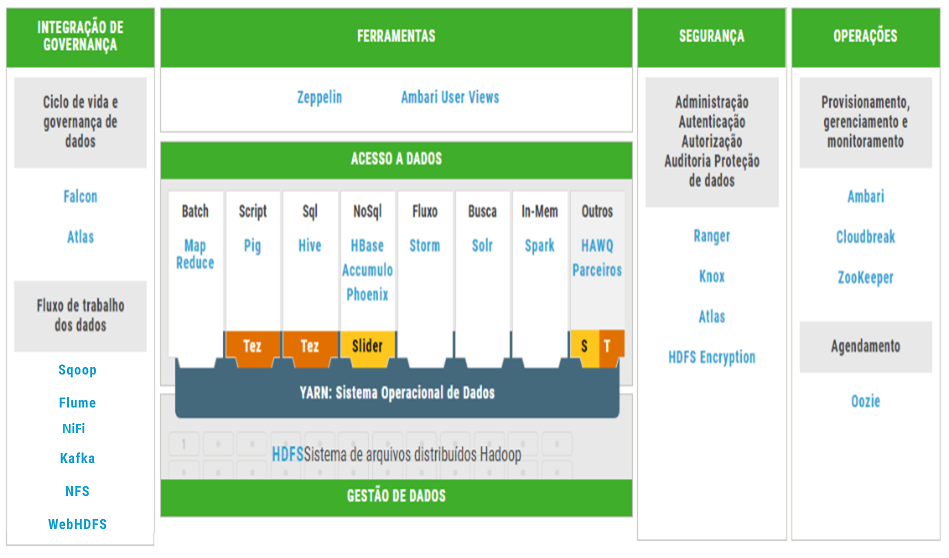 INTEGRAÇÃO DE
GOVERNANÇA
Ciclo de vida e
governança de
dados
Falcon
Atlas
Fluxo de trabalho
dos dados
Sqoop
Flume
NiFi
Kafka
NFS
WebHDFS
FERRAMENTAS
Zeppelin
Ambari User Views
ACESSO A DADOS
Batch
Map
Reduce
Script
Pig
Tez
Sql
Hive
Tez
NoSql
HBase
Accumulo
Phoenix
Slider
Fluxo
Storm
Busca
Solr
In-Mem
Spark
Outros
HAWQ
Parceiros
S T
YARN: Sistema Operacional de Dados
1
HDFSSistema de arquivos distribuídos Hadoop
GESTÃO DE DADOS
SEGURANÇA
Administração
Autenticação
Autorização
Auditoria Proteção
de dados
Ranger
Knox
Atlas
HDFS Encryption
OPERAÇÕES
Provisionamento,
gerenciamento e
monitoramento
Ambari
Cloudbreak
ZooKeeper
Agendamento
Oozie